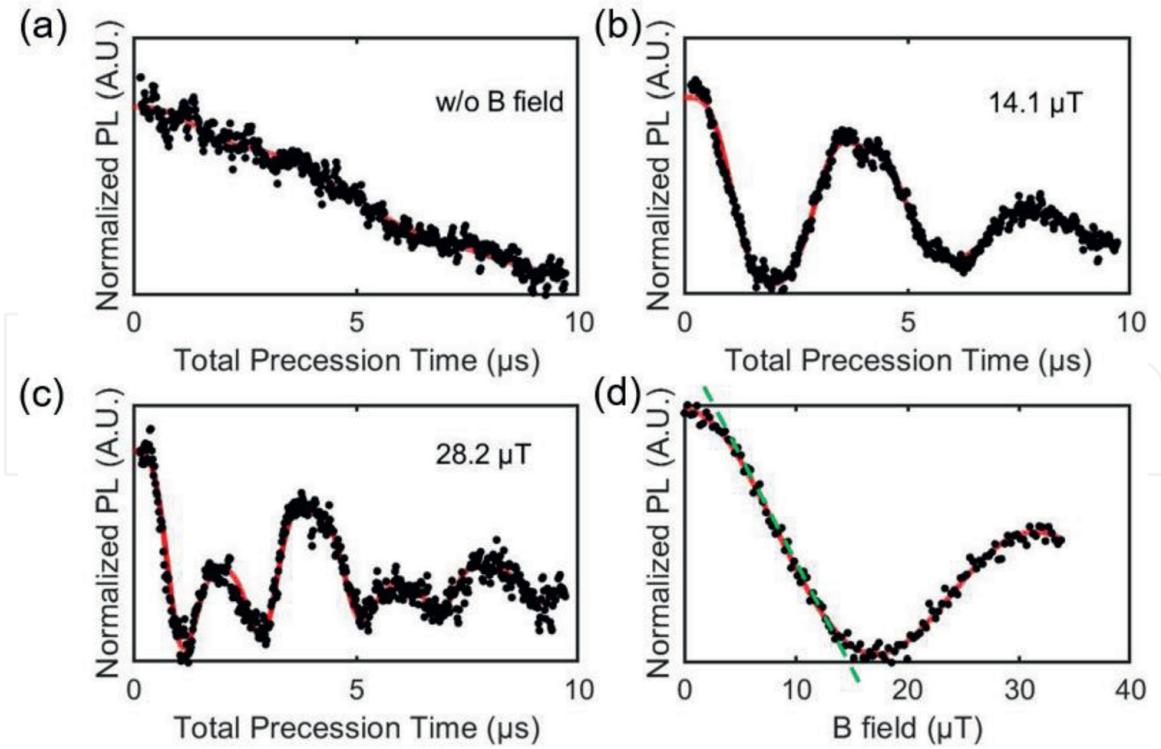 (a)
Normalized PL (A.U.)
w/o B field
0 5 10
Total Precession Time (μs)
(b)
Normalized PL (A.U.)
14.1 μT
0 5 10
Total Precession Time (μs)
(c)
Normalized PL (A.U.)
28.2 μT
0 5 10
Total Precession Time (μs)
(d)
Normalized PL (A.U.)
0 10 20 30 40
B field (μT)